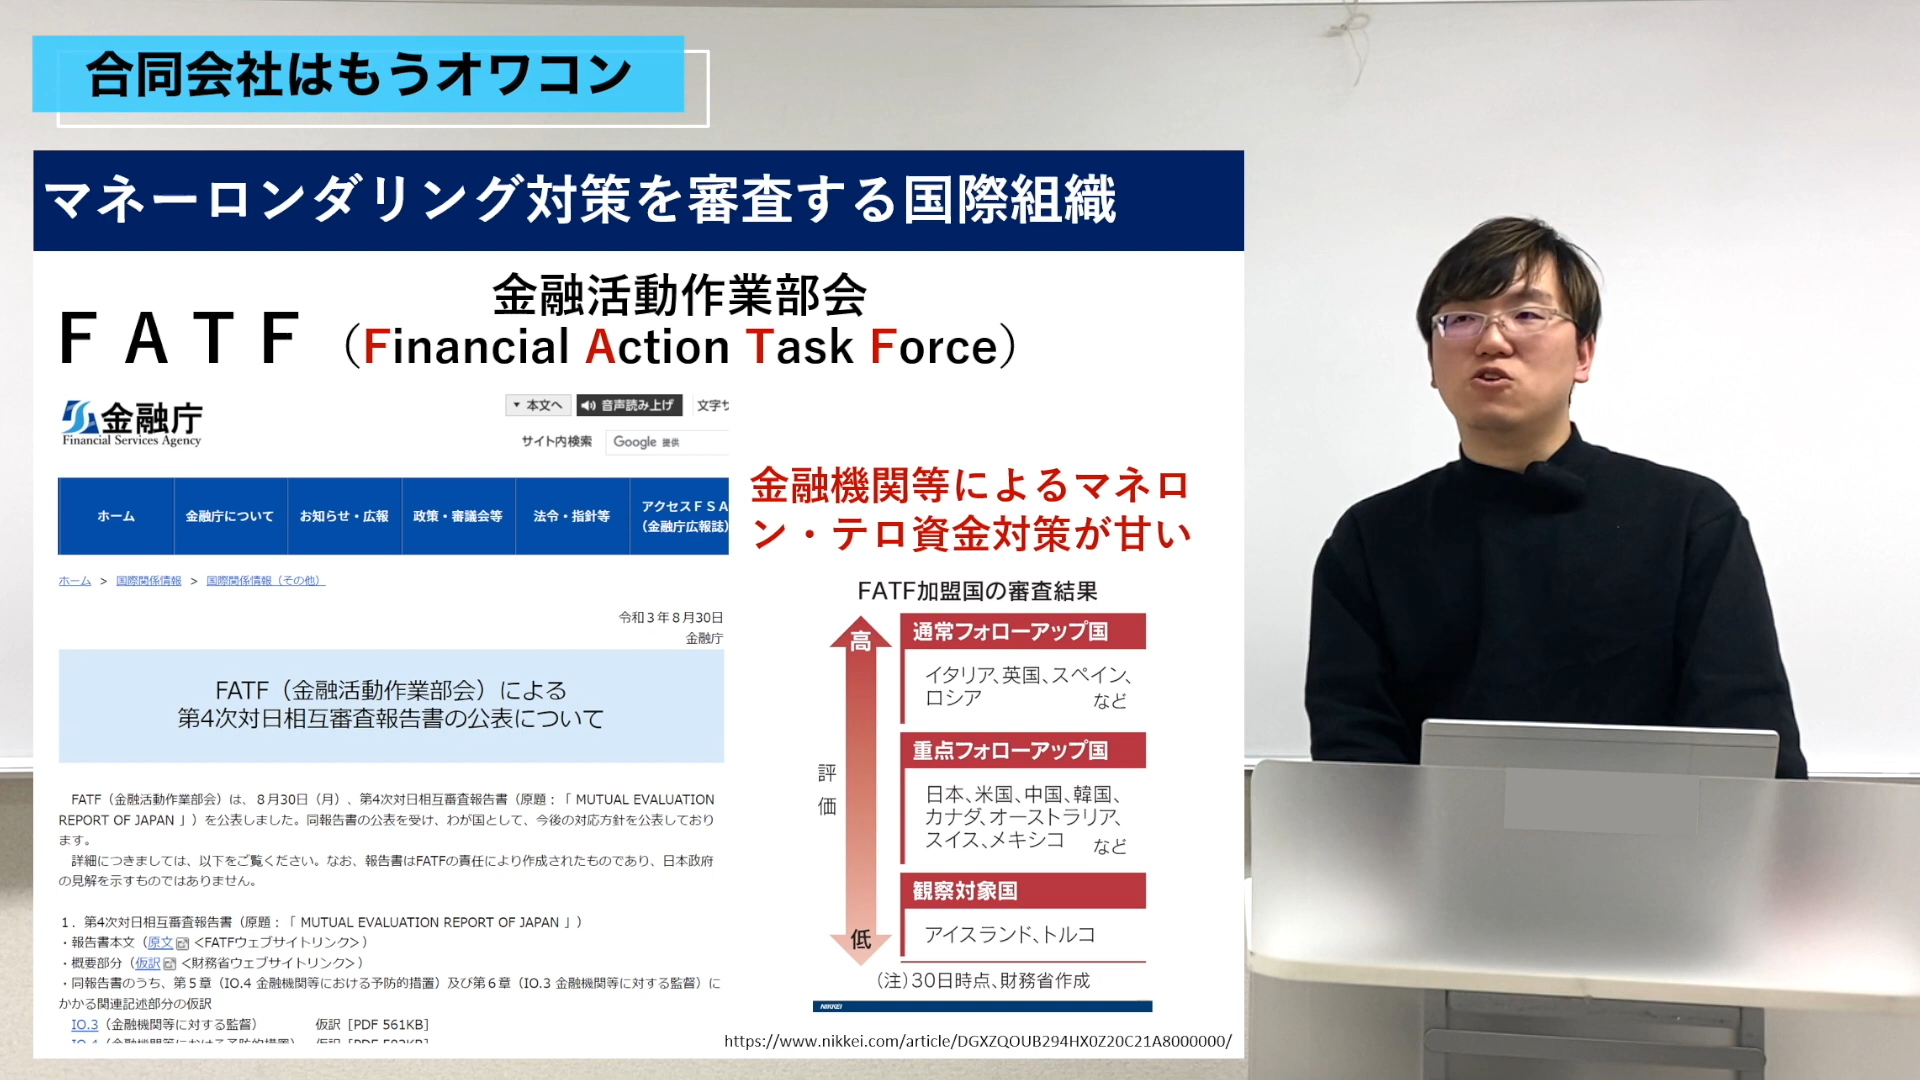 合同会社はもうオワコン
マネーロンダリング対策を審査する国際組織
金融活動作業部会
ＦＡＴＦ（Financial Action Task Force）
金融庁
Financial Services Agency
▼ 本文へ
音声読み上げ
文字サ
サイト内検索
Google 提供
ホーム
金融庁について
お知らせ・広報
政策・審議会等
法令・指針等
アクセスＦＳＡ
（金融庁広報誌）
ホーム > 国際関係情報 > 国際関係情報（その他）
令和３年８月30日
金融庁
FATF（金融活動作業部会）による
第4次対日相互審査報告書の公表について
FATF（金融活動作業部会）は、８月30日（月）、第4次対日相互審査報告書（原題：「 MUTUAL EVALUATION
REPORT OF JAPAN 」）を公表しました。同報告書の公表を受け、わが国として、今後の対応方針を公表しており
ます。
詳細につきましては、以下をご覧ください。なお、報告書はFATFの責任により作成されたものであり、日本政府
の見解を示すものではありません。
１．第4次対日相互審査報告書（原題：「 MUTUAL EVALUATION REPORT OF JAPAN 」）
・報告書本文（原文 <FATFウェブサイトリンク>）
・概要部分（仮訳 <財務省ウェブサイトリンク>）
・同報告書のうち、第５章（IO.4 金融機関等における予防的措置）及び第６章（IO.3 金融機関等に対する監督）に
かかる関連記述部分の仮訳
IO.3（金融機関等に対する監督） 仮訳［PDF 561KB］
金融機関等によるマネロ
ン・テロ資金対策が甘い
FATF加盟国の審査結果
高
評価
低
通常フォローアップ国
イタリア、英国、スペイン、
ロシア など
重点フォローアップ国
日本、米国、中国、韓国、
カナダ、オーストラリア、
スイス、メキシコ など
観察対象国
アイスランド、トルコ
（注）30日時点、財務省作成
NIKKEI
https://www.nikkei.com/article/DGXZQOUB294HX0Z20C21A8000000/